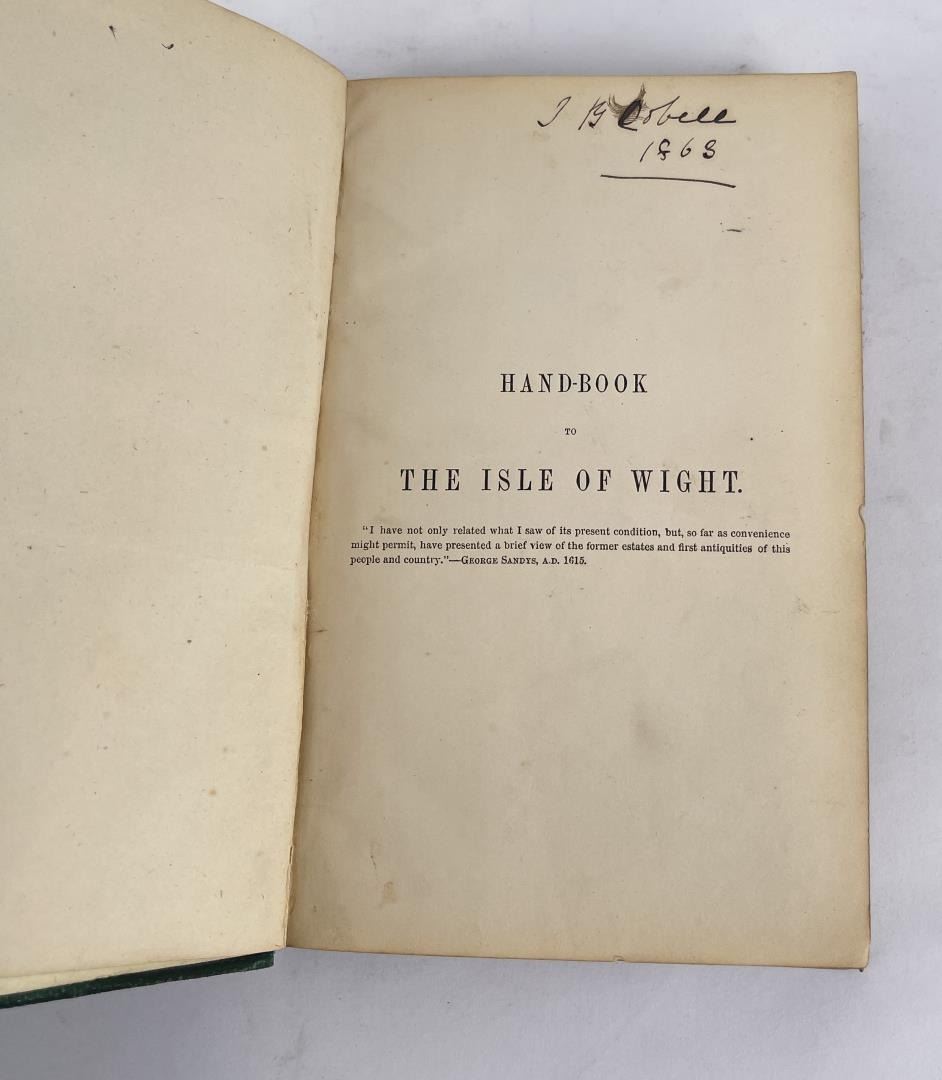 J B Cobell
1863
HAND-BOOK
TO
THE ISLE OF WIGHT.
"I have not only related what I saw of its present condition, but, so far as convenience
might permit, have presented a brief view of the former estates and first antiquities of this
people and country."—GEORGE SANDYS, A.D. 1615.